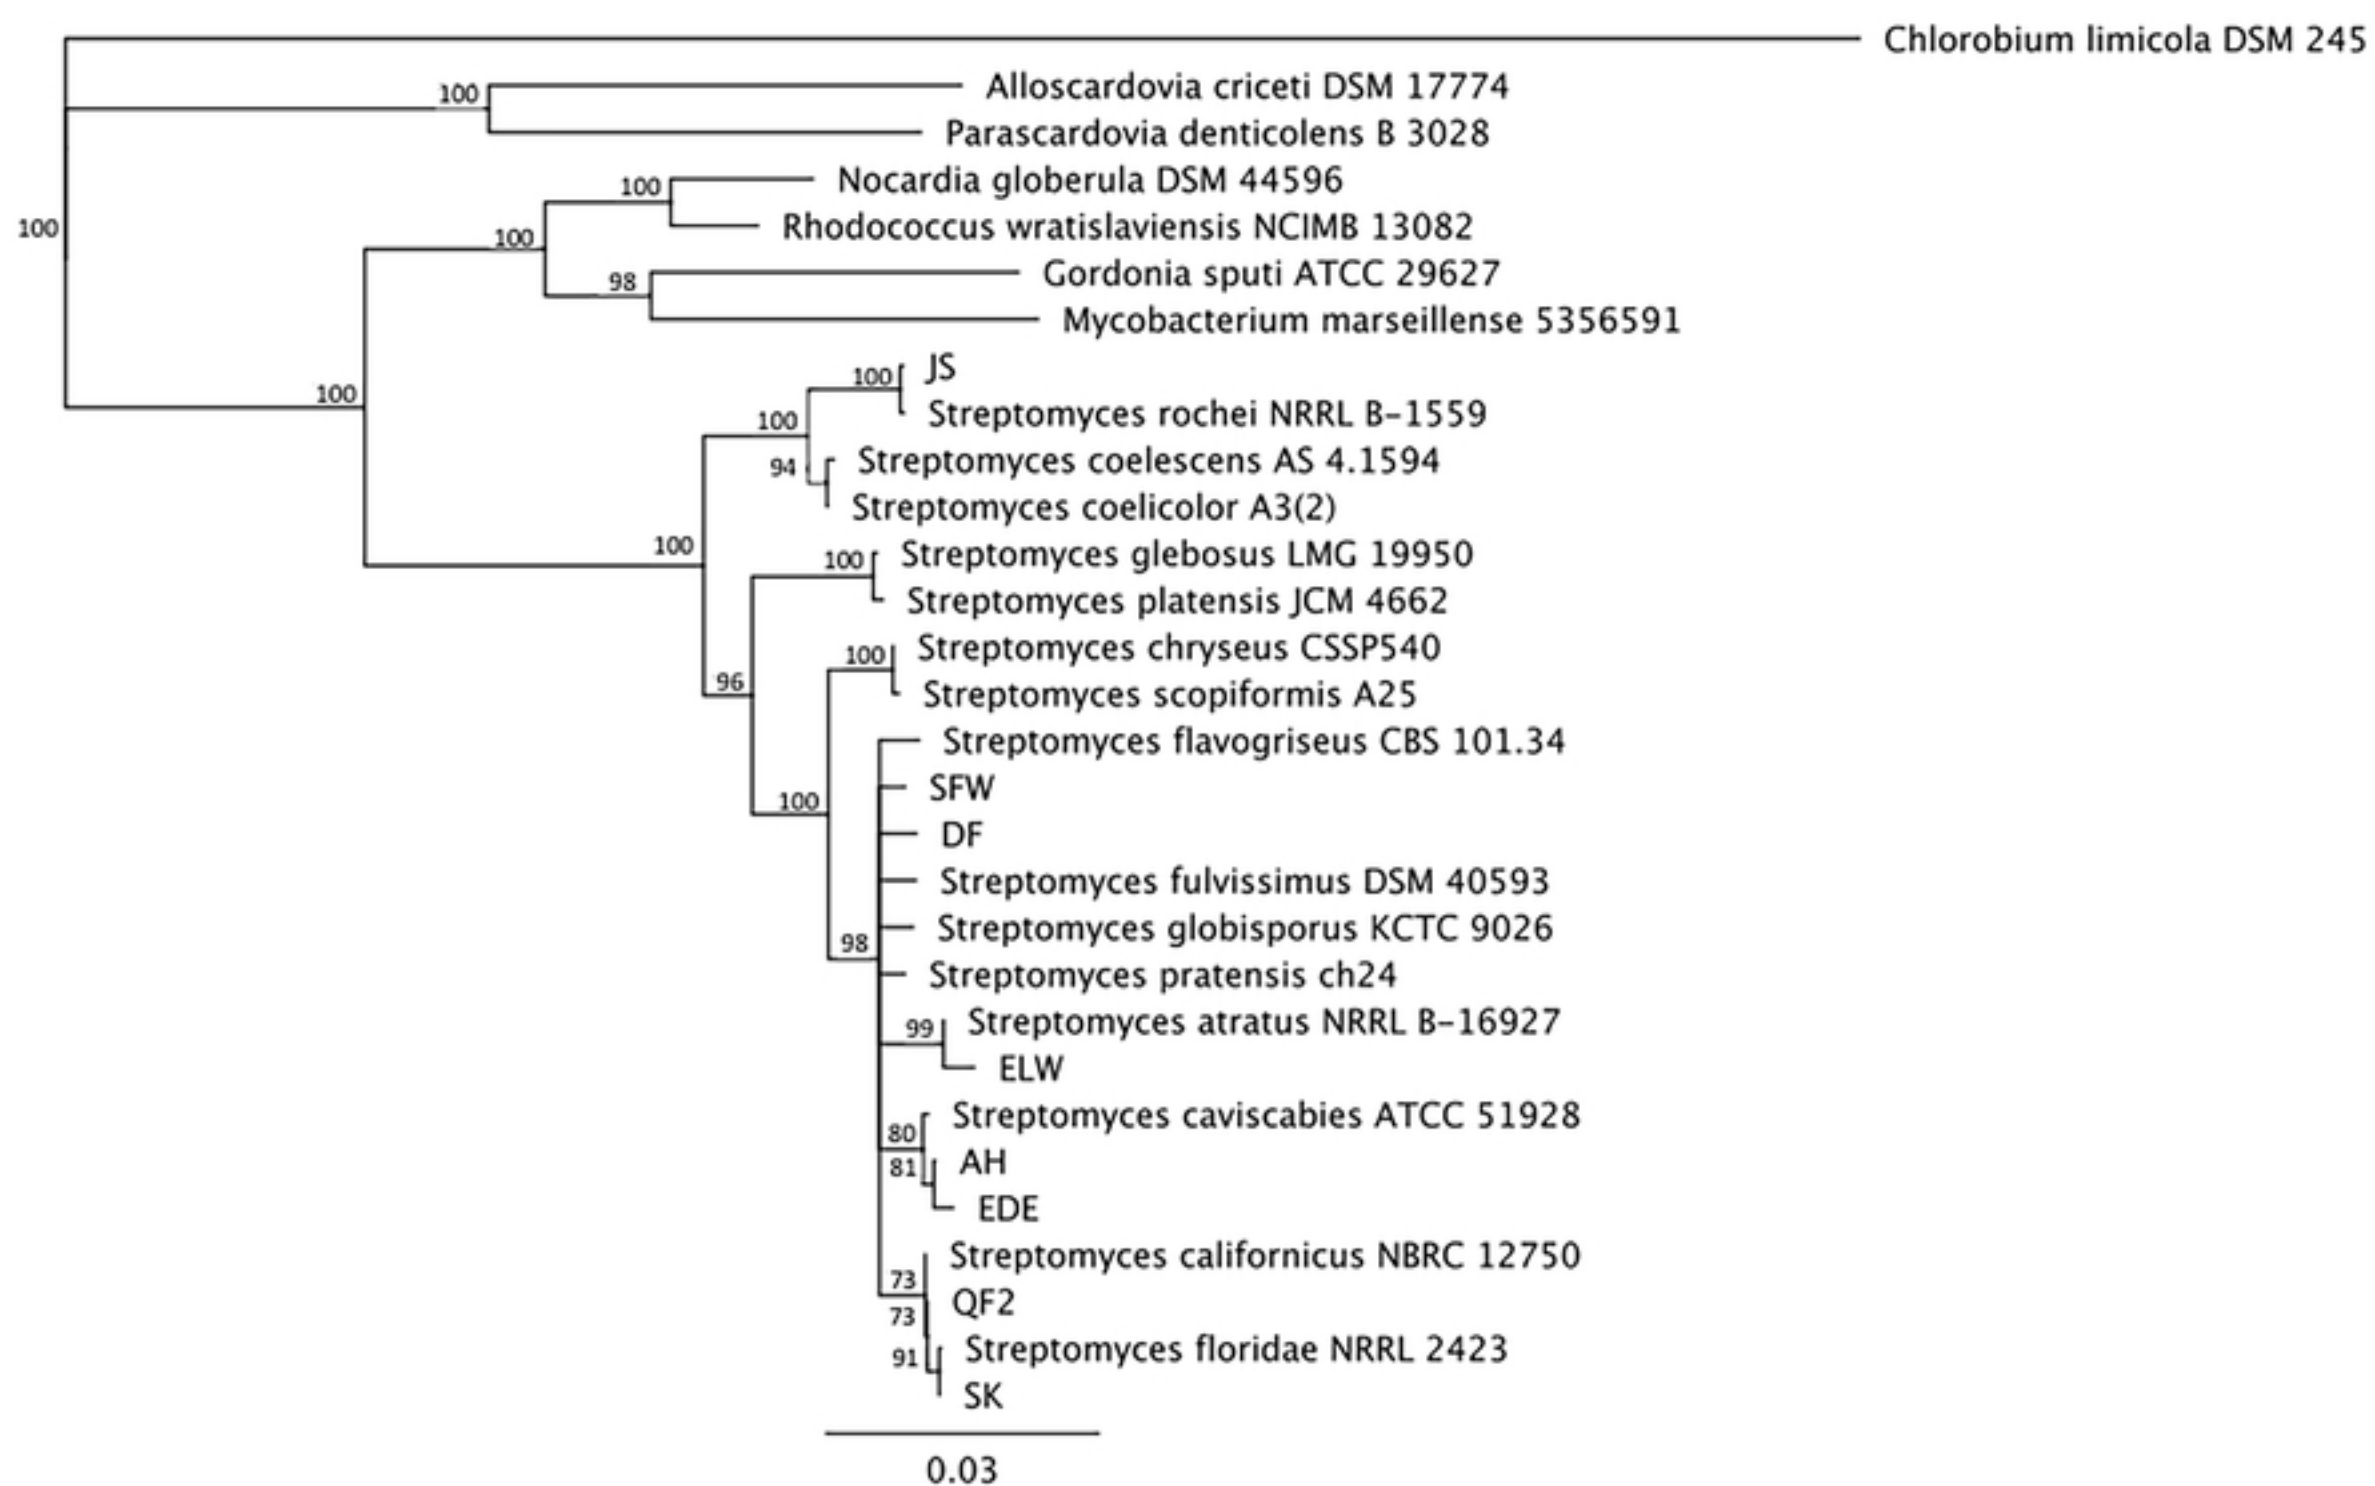 Chlorobium limicola DSM 245
100
Alloscardovia criceti DSM 17774
Parascardovia denticolens B 3028
100
Nocardia globerula DSM 44596
100
Rhodococcus wratislaviensis NCIMB 13082
100
98
Gordonia sputi ATCC 29627
Mycobacterium marseillense 5356591
100
JS
100
Streptomyces rochei NRRL B-1559
100
94
Streptomyces coelescens AS 4.1594
Streptomyces coelicolor A3(2)
100
100
Streptomyces glebosus LMG 19950
Streptomyces platensis JCM 4662
100
Streptomyces chryseus CSSP540
96
Streptomyces scopiformis A25
Streptomyces flavogriseus CBS 101.34
SFW
100
DF
Streptomyces fulvissimus DSM 40593
Streptomyces globisporus KCTC 9026
98
Streptomyces pratensis ch24
99
Streptomyces atratus NRRL B-16927
ELW
Streptomyces caviscabies ATCC 51928
80
81
AH
EDE
Streptomyces californicus NBRC 12750
73
QF2
73
Streptomyces floridae NRRL 2423
91
SK
0.03